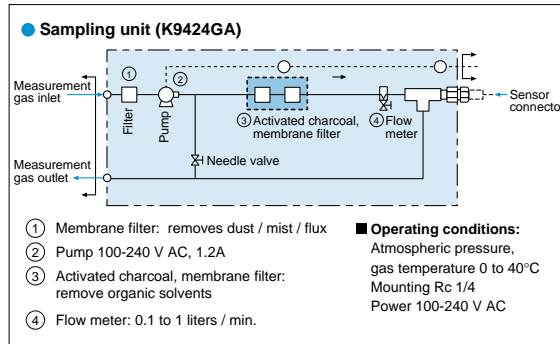 Sampling unit (K9424GA)
Measurement
gas inlet
1
2
Filter
Pump
3 Activated charcoal,
membrane filter
4 Flow
meter
Sensor
connecto
Needle valve
Measurement
gas outlet
1 Membrane filter: removes dust / mist / flux
2 Pump 100-240 V AC, 1.2A
3 Activated charcoal, membrane filter:
remove organic solvents
4 Flow meter: 0.1 to 1 liters / min.
Operating conditions:
Atmospheric pressure,
gas temperature 0 to 40°C
Mounting Rc 1/4
Power 100-240 V AC